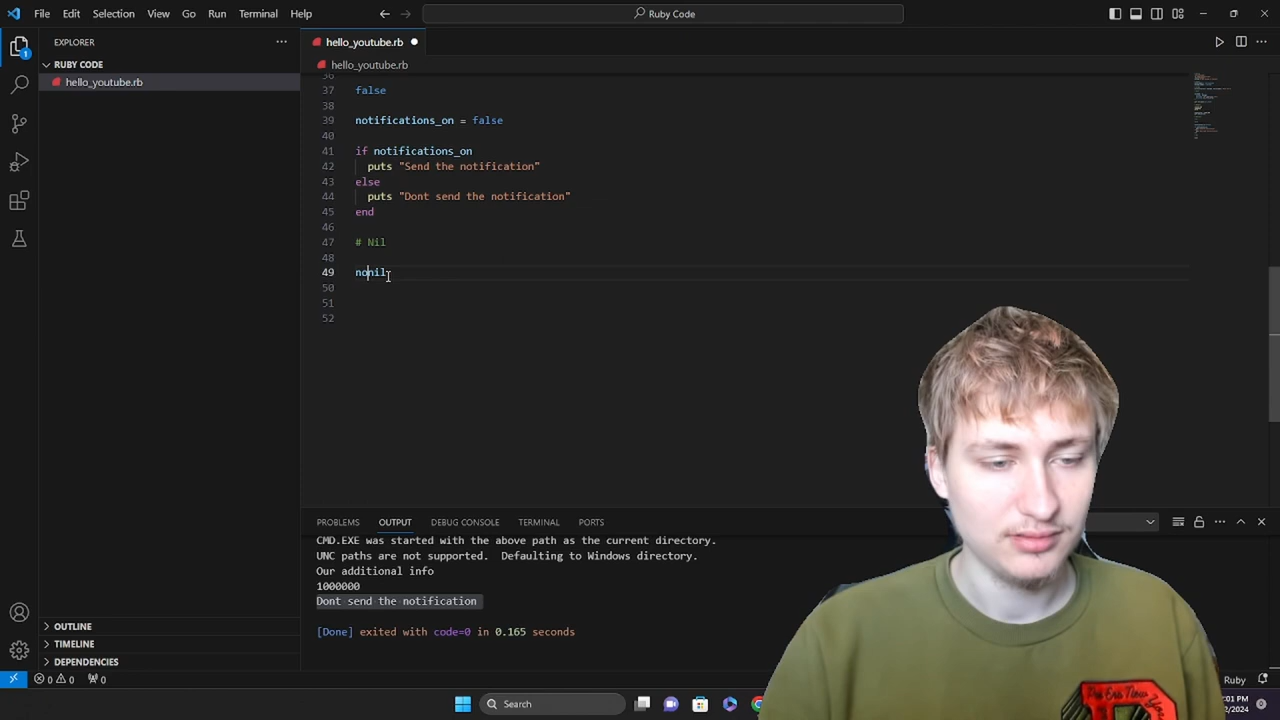 File Edit Selection View Go Run Terminal Help
Ruby Code
EXPLORER
RUBY CODE
hello_youtube.rb
1
hello_youtube.rb
hello_youtube.rb
36
37 false
38
39 notifications_on = false
40
41 if notifications_on
42 puts "Send the notification"
43 else
44 puts "Dont send the notification"
45 end
46
47 # Nil
48
49 nonil
50
51
52
PROBLEMS OUTPUT DEBUG CONSOLE TERMINAL PORTS
CMD.EXE was started with the above path as the current directory.
UNC paths are not supported.  Defaulting to Windows directory.
Our additional info
1000000
Dont send the notification
[Done] exited with code=0 in 0.165 seconds
OUTLINE
TIMELINE
DEPENDENCIES
0 0 0
Ruby
Search